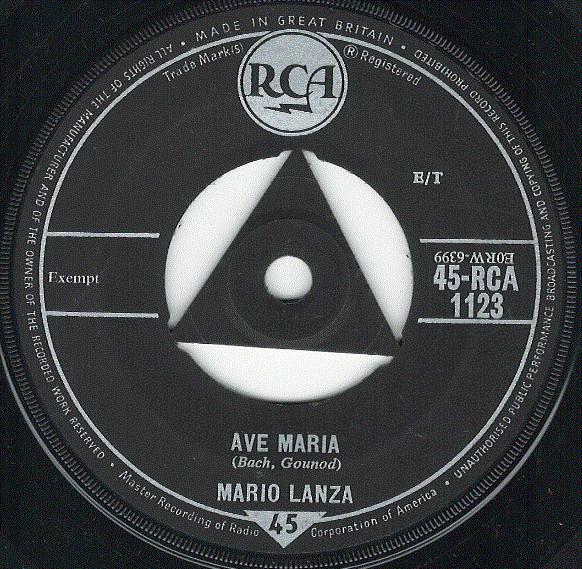 MADE IN GREAT BRITAIN
Trade Mark(s) ® Registered
RCA
E/T
Exempt
E0RW-6399
45-RCA
1123
AVE MARIA
(Bach, Gounod)
MARIO LANZA
45
Master Recording of Radio Corporation of America
UNAUTHORISED PUBLIC PERFORMANCE BROADCASTING AND COPYING OF THIS RECORD PROHIBITED
ALL RIGHTS OF THE MANUFACTURER AND OF THE OWNER OF THE RECORDED WORK RESERVED